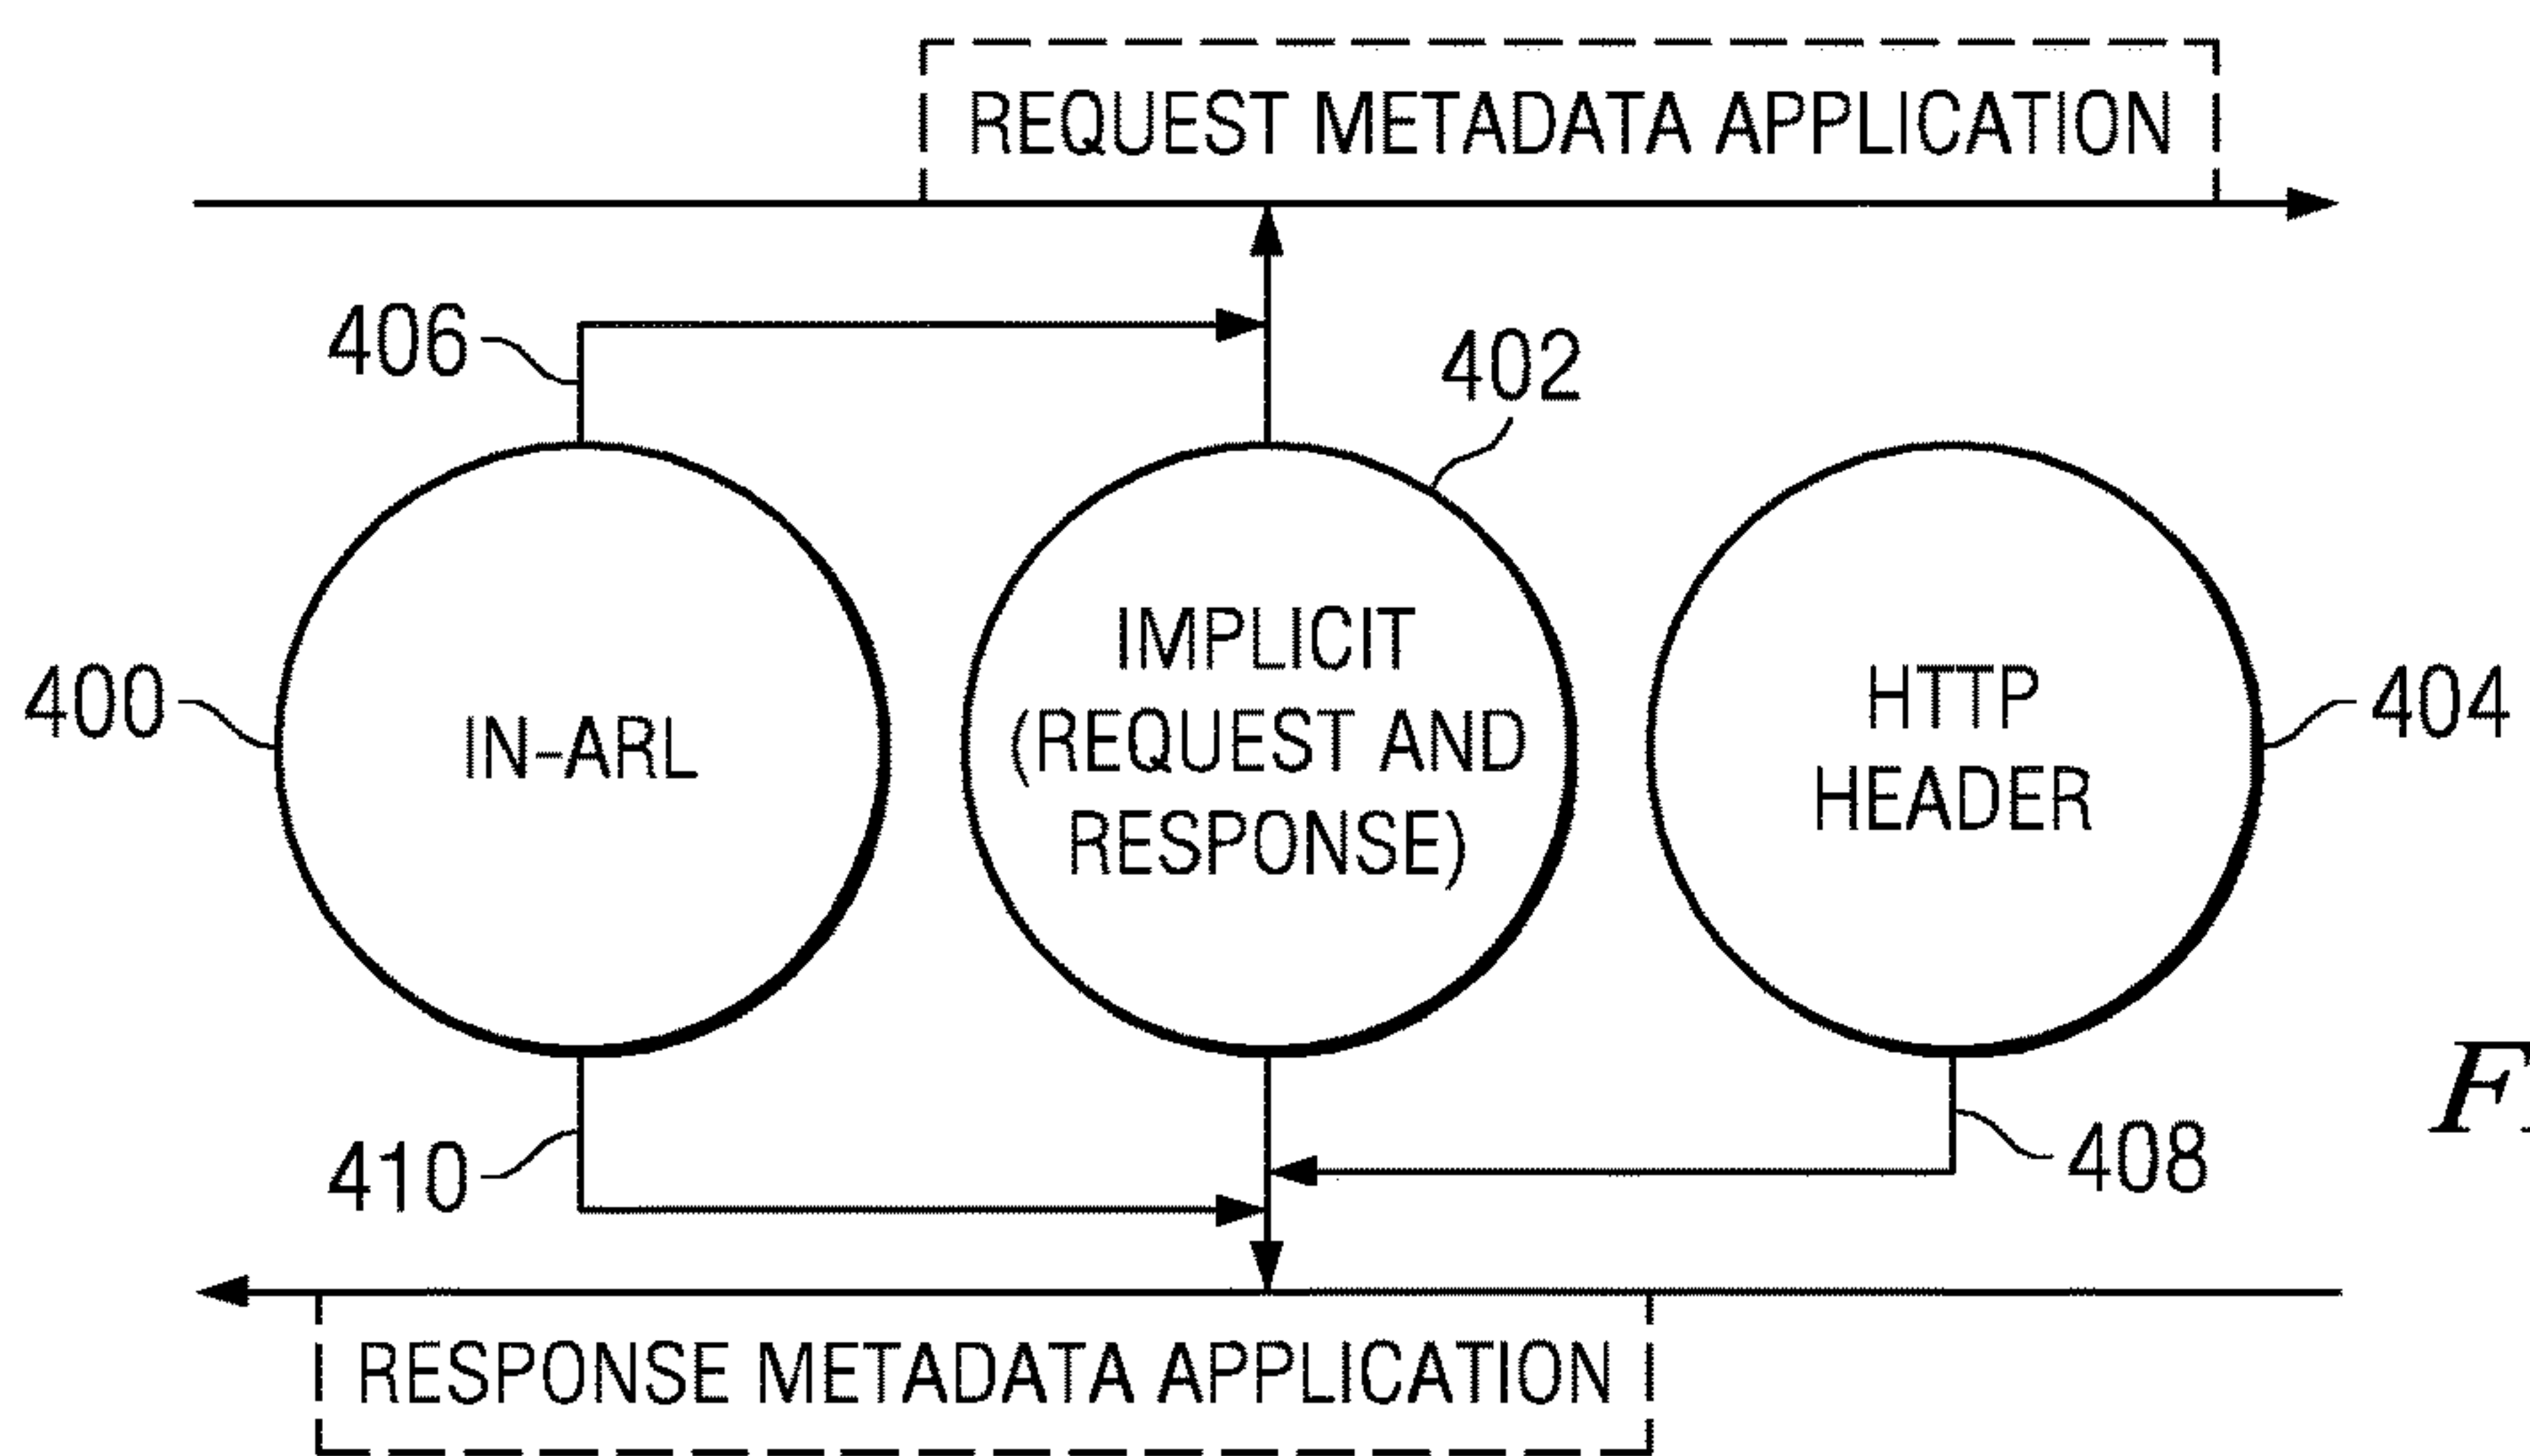 REQUEST METADATA APPLICATION
406
402
400
IN-ARL
IMPLICIT
(REQUEST AND
RESPONSE)
HTTP
HEADER
404
410
408
RESPONSE METADATA APPLICATION